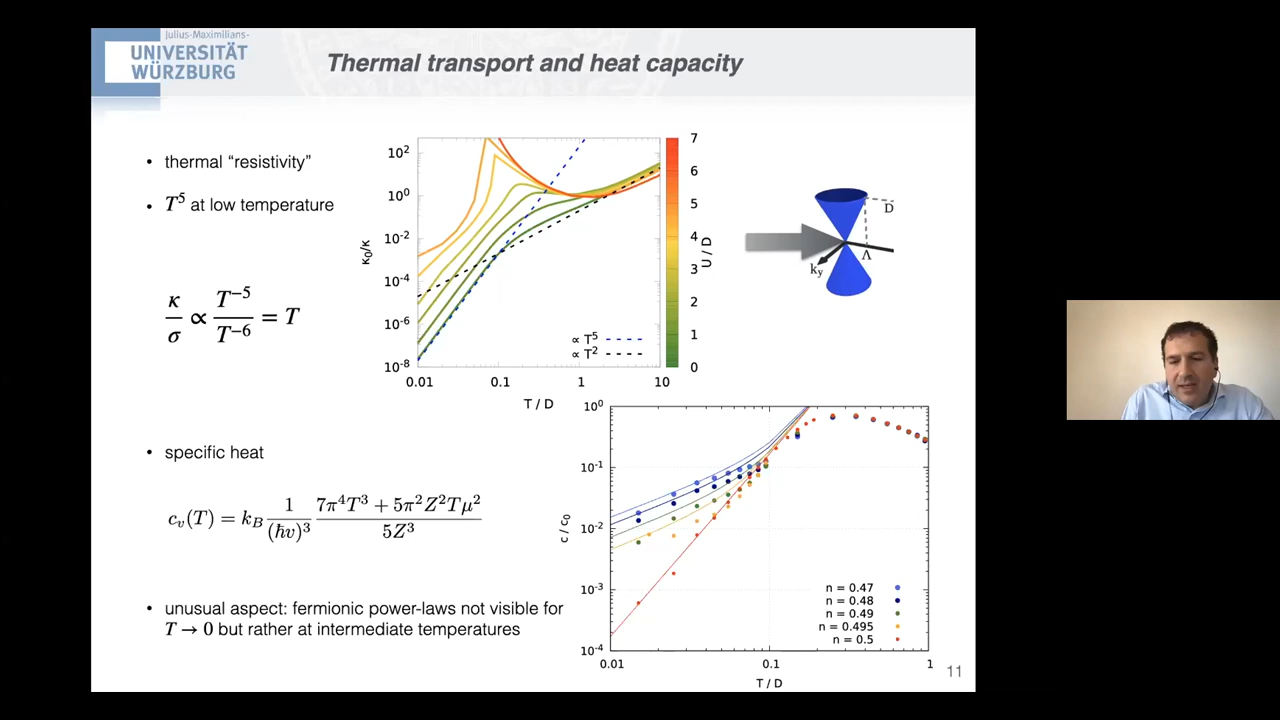 Julius-Maximilians-
UNIVERSITÄT
WÜRZBURG
Thermal transport and heat capacity
• thermal “resistivity”
• T⁵ at low temperature
κ/σ ∝ T⁻⁵/T⁻⁶ = T
κ₀/κ
10²
10⁰
10⁻²
10⁻⁴
10⁻⁶
10⁻⁸
0.01 0.1 1 10
T / D
∝ T⁵
∝ T²
7
6
5
4
3
2
1
0
U / D
D
Λ
k_y
• specific heat
c_v(T) = k_B 1/(ħv)³ (7π⁴T³ + 5π²Z²Tμ²)/5Z³
• unusual aspect: fermionic power-laws not visible for
T → 0 but rather at intermediate temperatures
c / c₀
10⁰
10⁻¹
10⁻²
10⁻³
10⁻⁴
0.01 0.1 1
T / D
n = 0.47
n = 0.48
n = 0.49
n = 0.495
n = 0.5
11